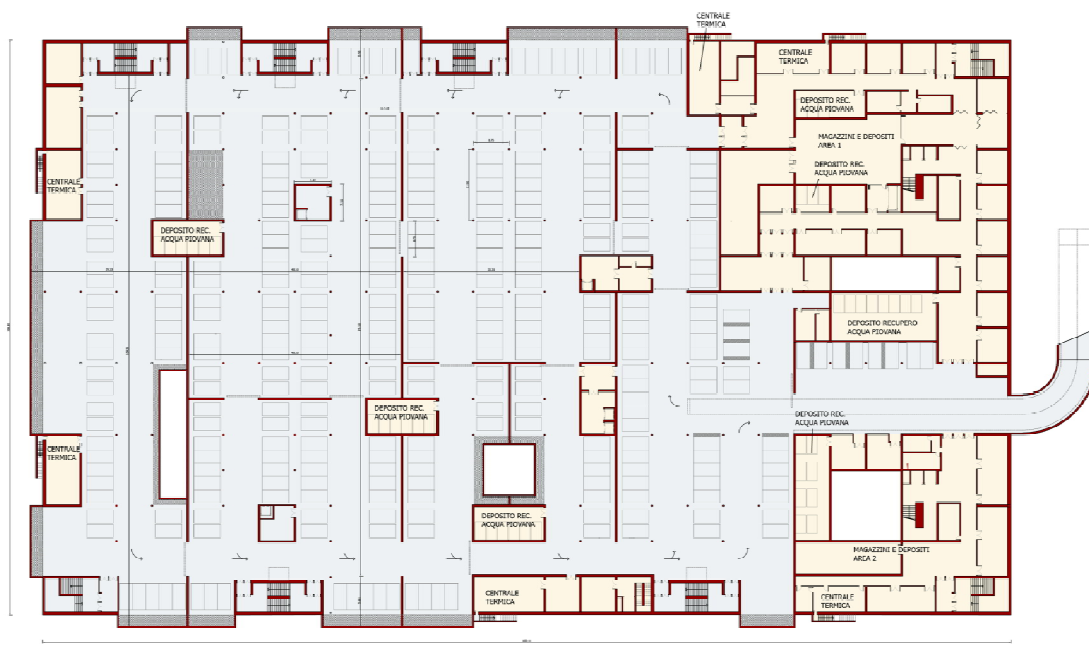 CENTRALE
TERMICA
CENTRALE
TERMICA
DEPOSITO REC.
ACQUA PIOVANA
MAGAZZINI E DEPOSITI
AREA 1
DEPOSITO REC.
ACQUA PIOVANA
CENTRALE
TERMICA
DEPOSITO REC.
ACQUA PIOVANA
DEPOSITO RECUPERO
ACQUA PIOVANA
DEPOSITO REC.
ACQUA PIOVANA
DEPOSITO REC.
ACQUA PIOVANA
CENTRALE
TERMICA
DEPOSITO REC.
ACQUA PIOVANA
MAGAZZINI E DEPOSITI
AREA 2
CENTRALE
TERMICA
CENTRALE
TERMICA